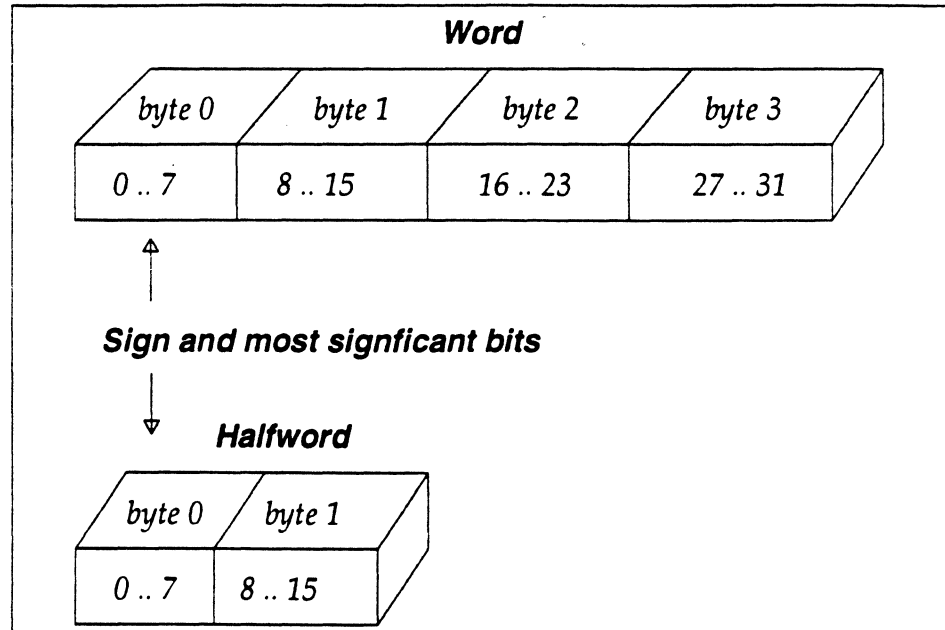 Word
byte 0 byte 1 byte 2 byte 3
0 .. 7 8 .. 15 16 .. 23 27 .. 31
Sign and most signficant bits
Halfword
byte 0 byte 1
0 .. 7 8 .. 15